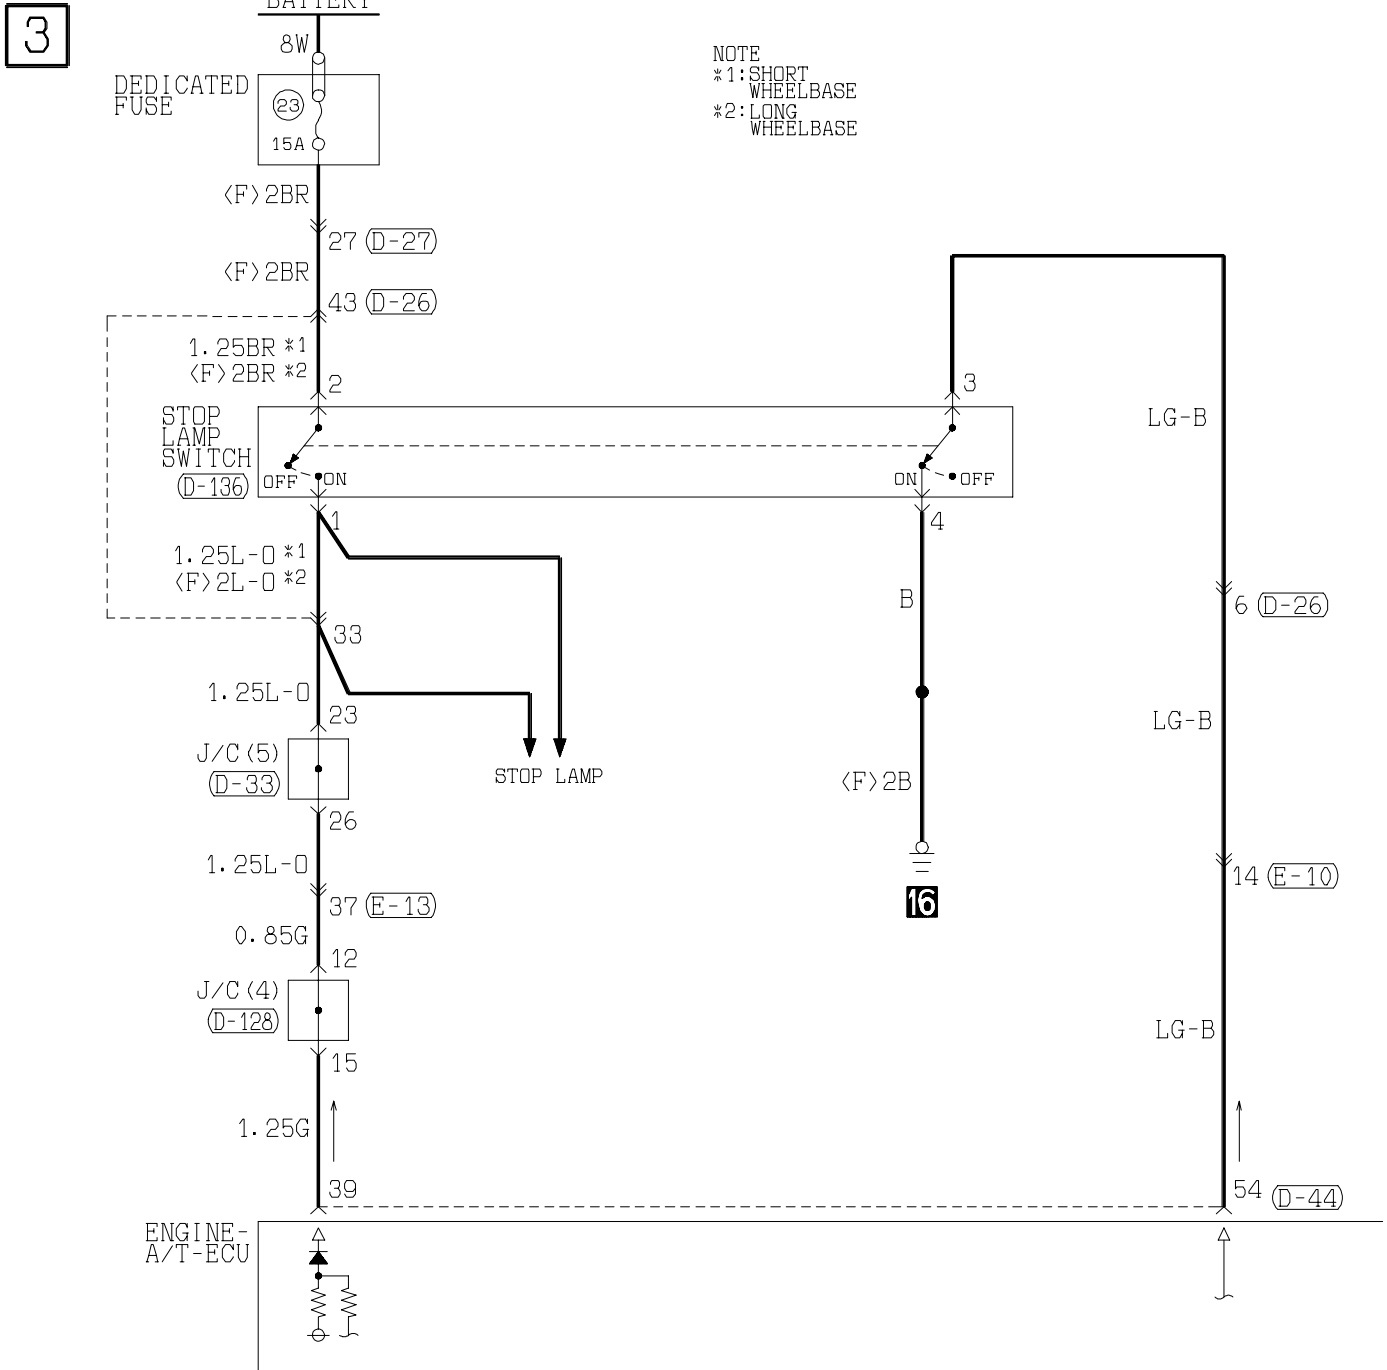 3
BATTERY
8W
DEDICATED
FUSE
23
15A
NOTE
*1:SHORT
WHEELBASE
*2:LONG
WHEELBASE
<F>2BR
27 (D-27)
<F>2BR
43 (D-26)
1.25BR *1
<F>2BR *2
2
3
STOP
LAMP
SWITCH
(D-136)
OFF
ON
ON
OFF
LG-B
1
4
1.25L-O *1
<F>2L-O *2
B
6 (D-26)
33
1.25L-O
23
LG-B
J/C(5)
(D-33)
STOP LAMP
<F>2B
26
1.25L-O
14 (E-10)
37 (E-13)
16
0.85G
12
J/C(4)
(D-128)
LG-B
15
1.25G
39
54 (D-44)
ENGINE-
A/T-ECU